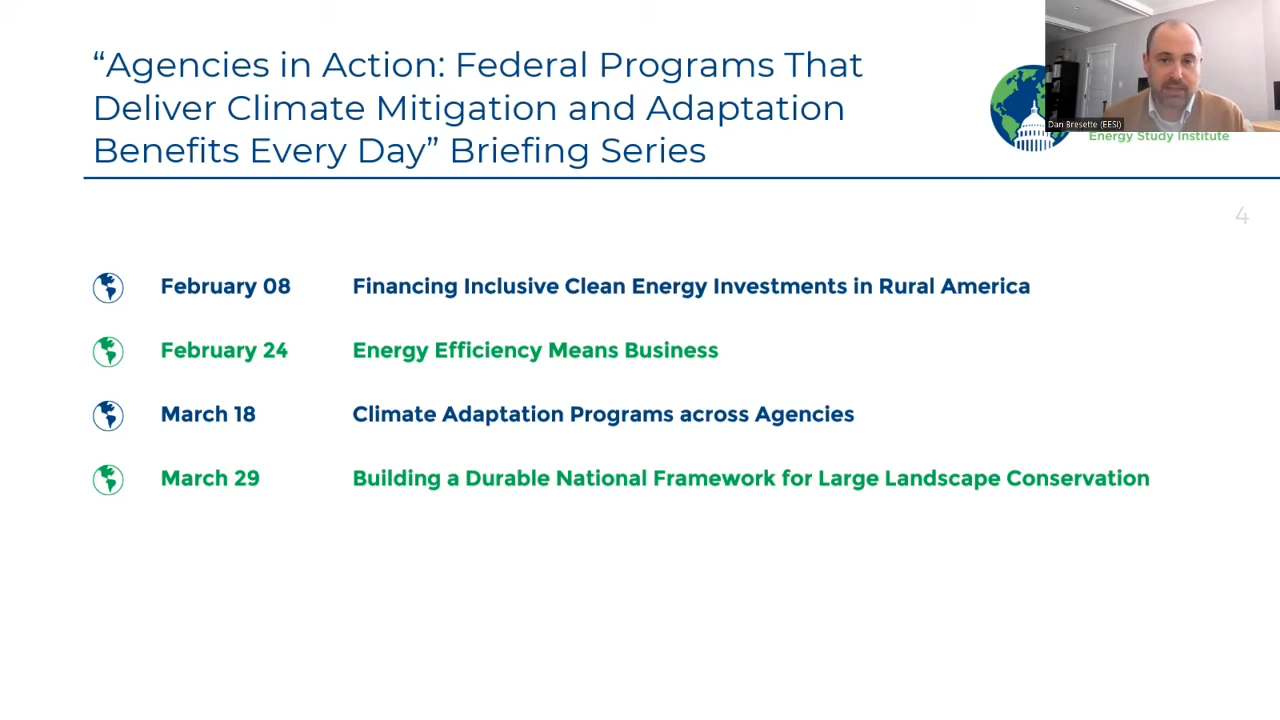 “Agencies in Action: Federal Programs That
Deliver Climate Mitigation and Adaptation
Benefits Every Day” Briefing Series
Dan Bresette (EESI)
Energy Study Institute
4
February 08 Financing Inclusive Clean Energy Investments in Rural America
February 24 Energy Efficiency Means Business
March 18 Climate Adaptation Programs across Agencies
March 29 Building a Durable National Framework for Large Landscape Conservation